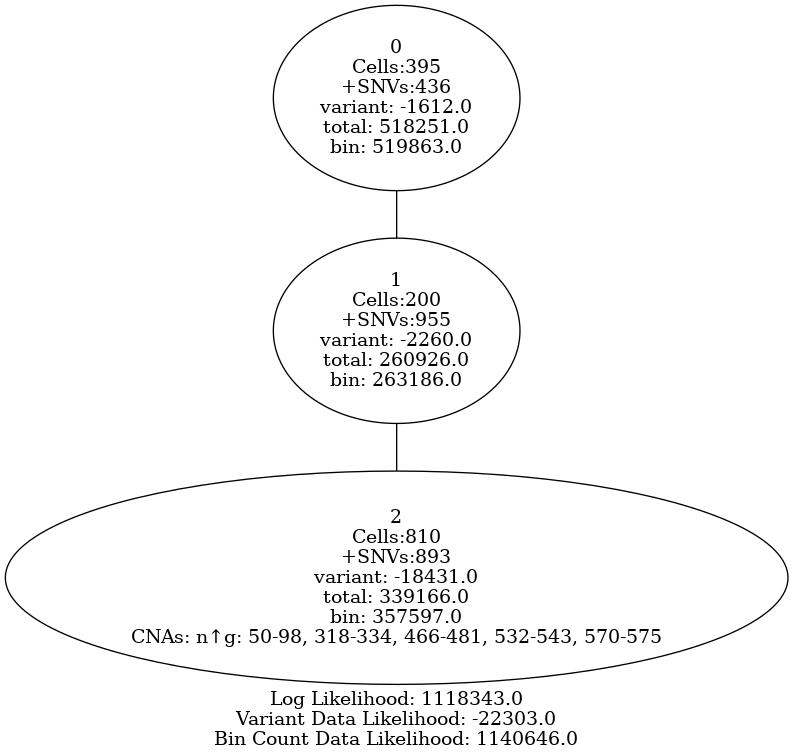 0
Cells:395
+SNVs:436
variant: -1612.0
total: 518251.0
bin: 519863.0
1
Cells:200
+SNVs:955
variant: -2260.0
total: 260926.0
bin: 263186.0
2
Cells:810
+SNVs:893
variant: -18431.0
total: 339166.0
bin: 357597.0
CNAs: n↑g: 50-98, 318-334, 466-481, 532-543, 570-575
Log Likelihood: 1118343.0
Variant Data Likelihood: -22303.0
Bin Count Data Likelihood: 1140646.0